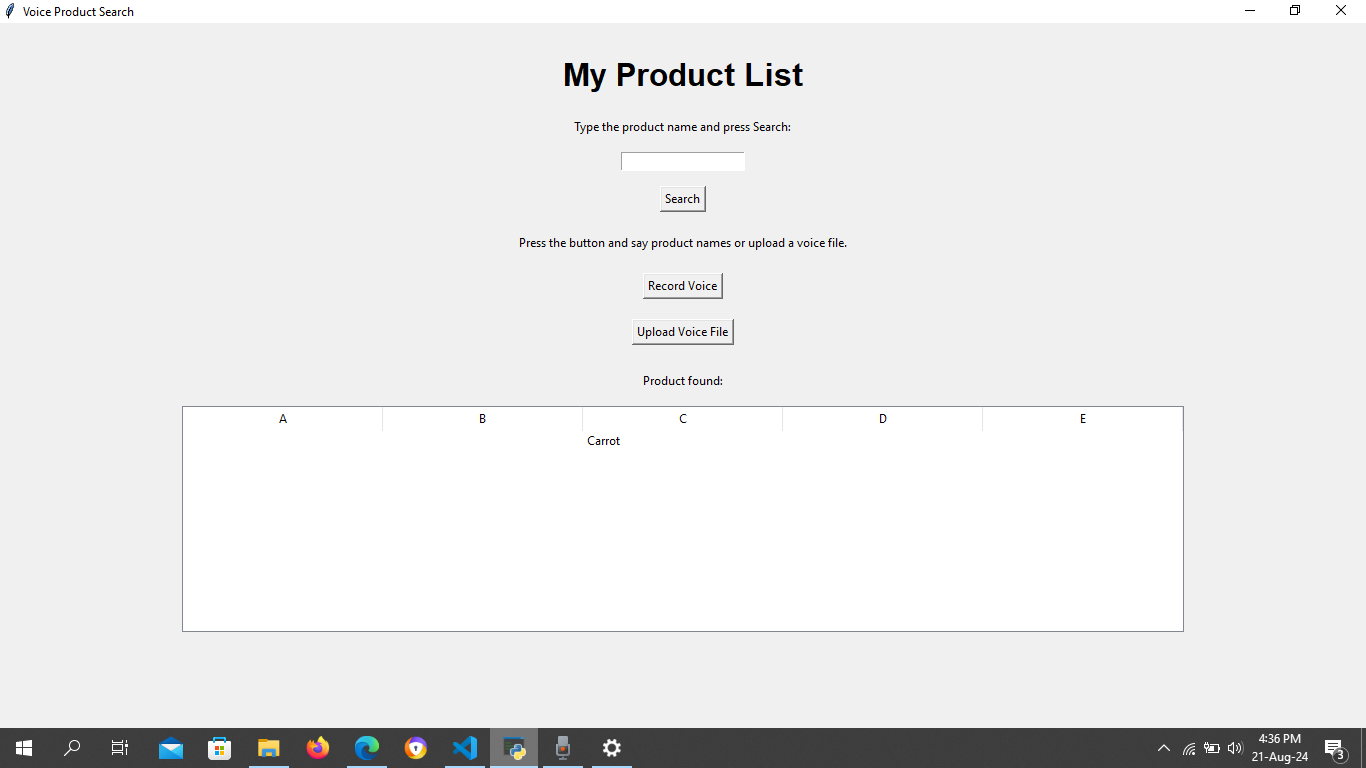 Voice Product Search
My Product List
Type the product name and press Search:
Search
Press the button and say product names or upload a voice file.
Record Voice
Upload Voice File
Product found:
A B C D E
Carrot
4:36 PM
21-Aug-24
3